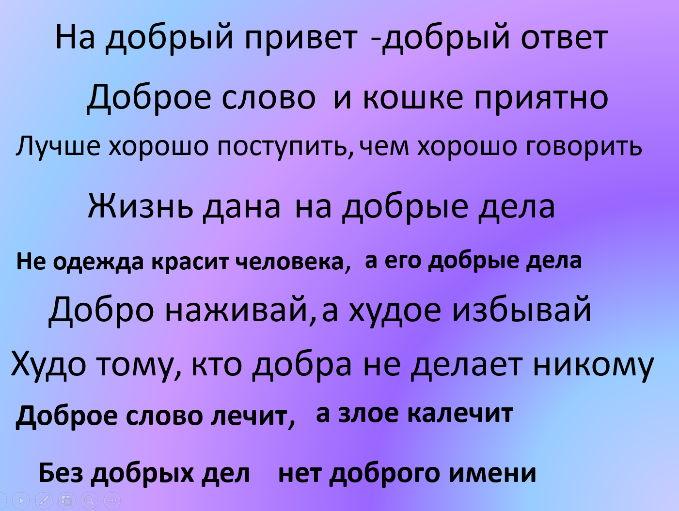 На добрый привет -добрый ответ
Доброе слово и кошке приятно
Лучше хорошо поступить, чем хорошо говорить
Жизнь дана на добрые дела
Не одежда красит человека, а его добрые дела
Добро наживай, а худое избывай
Худо тому, кто добра не делает никому
Доброе слово лечит, а злое калечит
Без добрых дел нет доброго имени